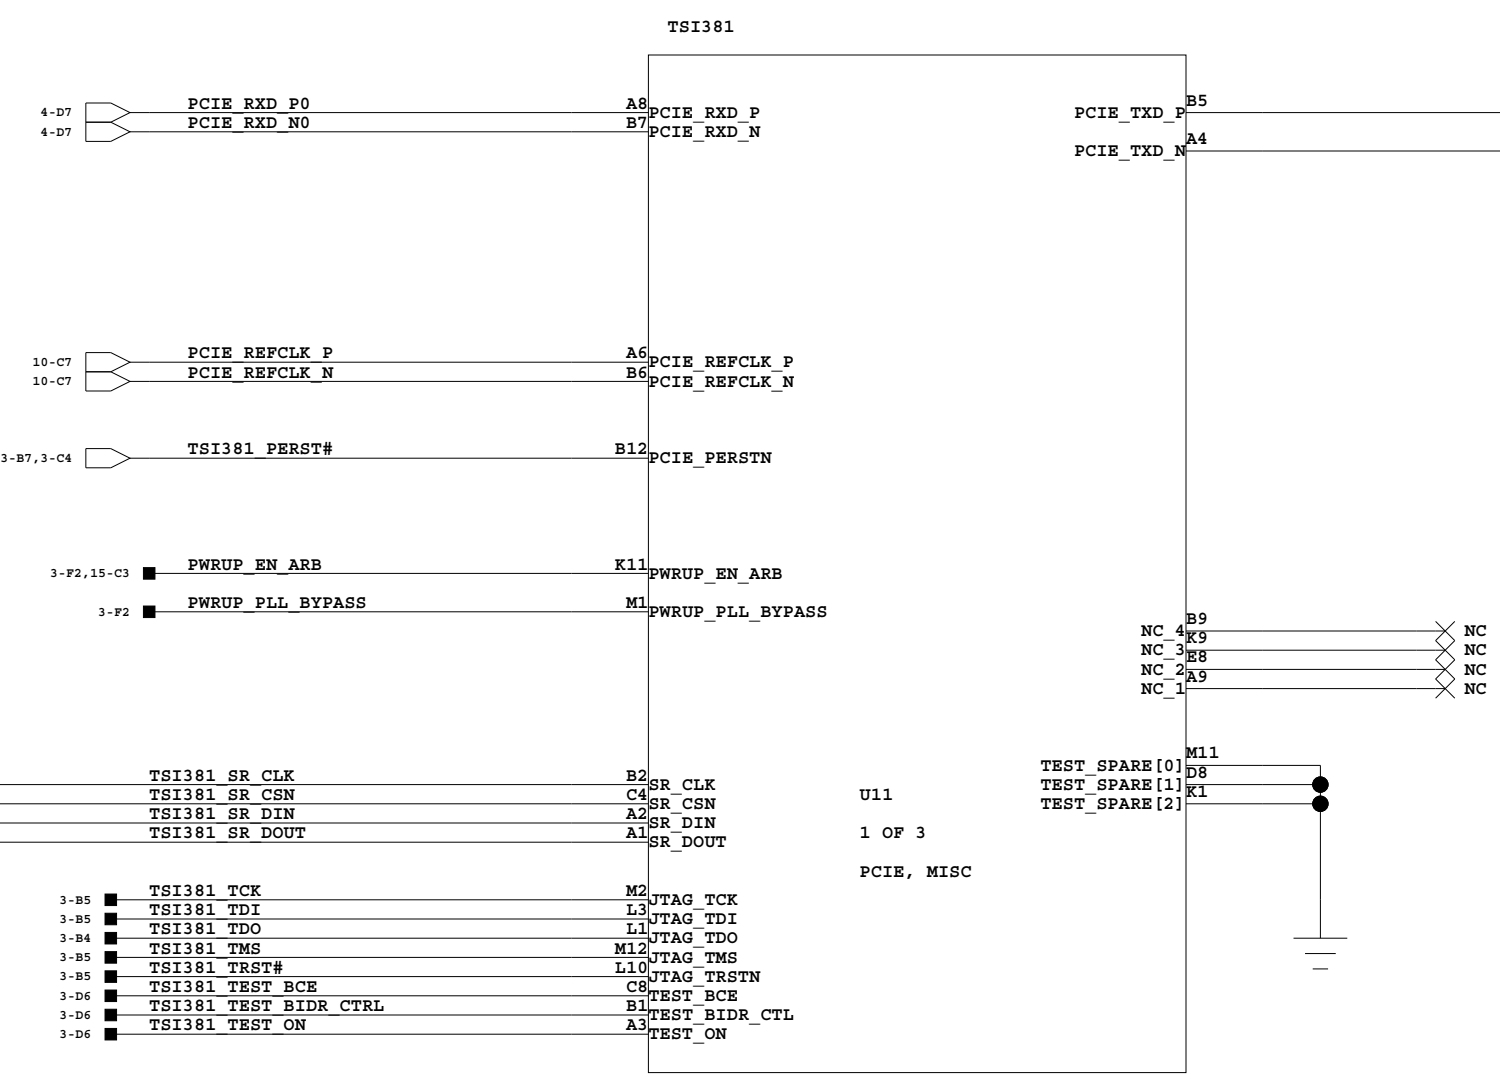 TSI381
4-D7 PCIE_RXD_P0 A8 PCIE_RXD_P PCIE_TXD_P B5
4-D7 PCIE_RXD_N0 B7 PCIE_RXD_N
PCIE_TXD_N A4
10-C7 PCIE_REFCLK_P A6 PCIE_REFCLK_P
10-C7 PCIE_REFCLK_N B6 PCIE_REFCLK_N
3-B7,3-C4 TSI381_PERST# B12 PCIE_PERSTN
3-F2,15-C3 PWRUP_EN_ARB K11 PWRUP_EN_ARB
3-F2 PWRUP_PLL_BYPASS M1 PWRUP_PLL_BYPASS
NC_4 B9 NC
NC_3 K9 NC
NC_2 E8 NC
NC_1 A9 NC
TEST_SPARE[0] M11
TSI381_SR_CLK B2 SR_CLK TEST_SPARE[1] D8
TSI381_SR_CSN C4 SR_CSN U11 TEST_SPARE[2] K1
TSI381_SR_DIN A2 SR_DIN
TSI381_SR_DOUT A1 SR_DOUT 1 OF 3
PCIE, MISC
3-B5 TSI381_TCK M2 JTAG_TCK
3-B5 TSI381_TDI L3 JTAG_TDI
3-B4 TSI381_TDO L1 JTAG_TDO
3-B5 TSI381_TMS M12 JTAG_TMS
3-B5 TSI381_TRST# L10 JTAG_TRSTN
3-D6 TSI381_TEST_BCE C8 TEST_BCE
3-D6 TSI381_TEST_BIDR_CTRL B1 TEST_BIDR_CTL
3-D6 TSI381_TEST_ON A3 TEST_ON